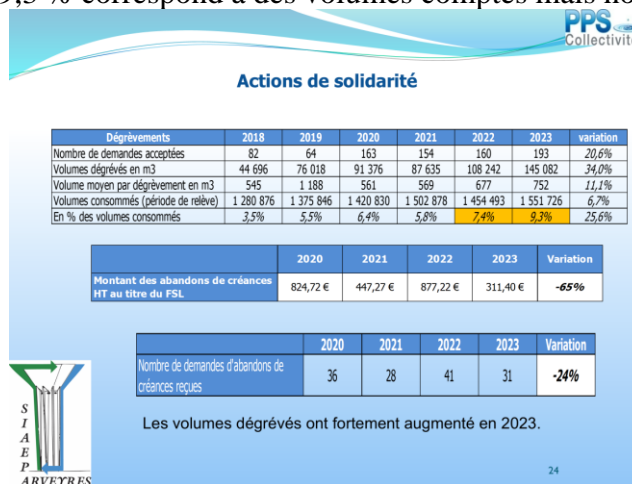 9,3 % correspond à des volumes comptés mais no
PPS
Collectivité
Actions de solidarité
Dégrèvements 2018 2019 2020 2021 2022 2023 variation
Nombre de demandes acceptées 82 64 163 154 160 193 20,6%
Volumes dégrévés en m3 44 696 76 018 91 376 87 635 108 242 145 082 34,0%
Volume moyen par dégrèvement en m3 545 1 188 561 569 677 752 11,1%
Volumes consommés (période de relève) 1 280 876 1 375 846 1 420 830 1 502 878 1 454 493 1 551 726 6,7%
En % des volumes consommés 3,5% 5,5% 6,4% 5,8% 7,4% 9,3% 25,6%
2020 2021 2022 2023 Variation
Montant des abandons de créances
HT au titre du FSL 824,72 € 447,27 € 877,22 € 311,40 € -65%
2020 2021 2022 2023 Variation
Nombre de demandes d'abandons de
créances reçues 36 28 41 31 -24%
Les volumes dégrévés ont fortement augmenté en 2023.
S
I
A
E
P
ARVEYRES
24